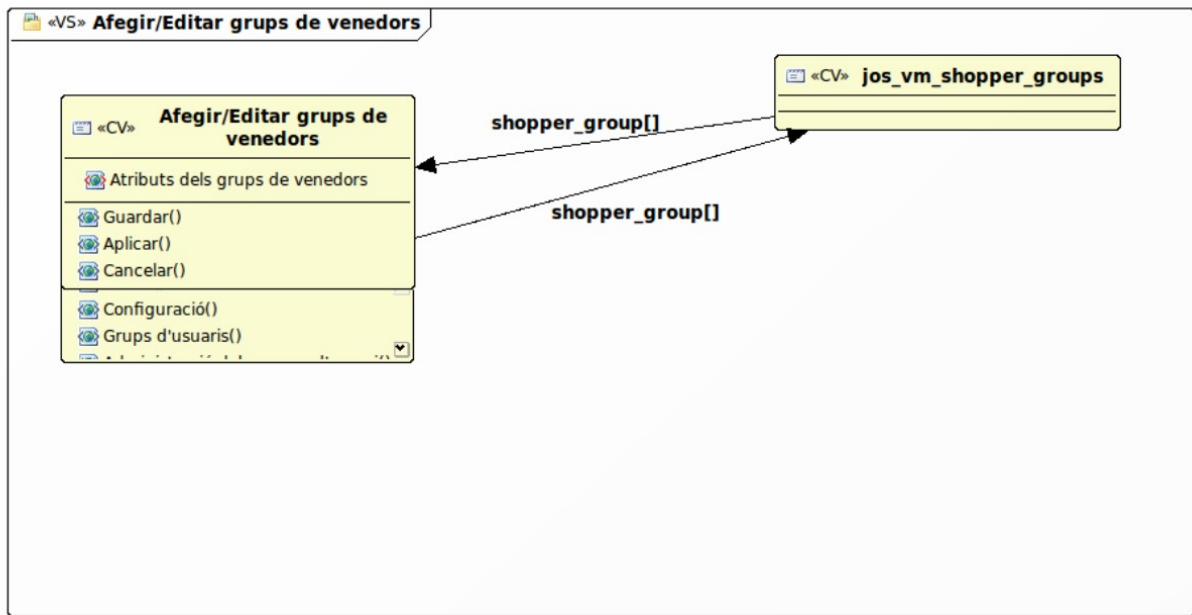 «VS» Afegir/Editar grups de venedors
«CV» jos_vm_shopper_groups
«CV» Afegir/Editar grups de
venedors
shopper_group[]
Atributs dels grups de venedors
shopper_group[]
Guardar()
Aplicar()
Cancelar()
Configuració()
Grups d'usuaris()